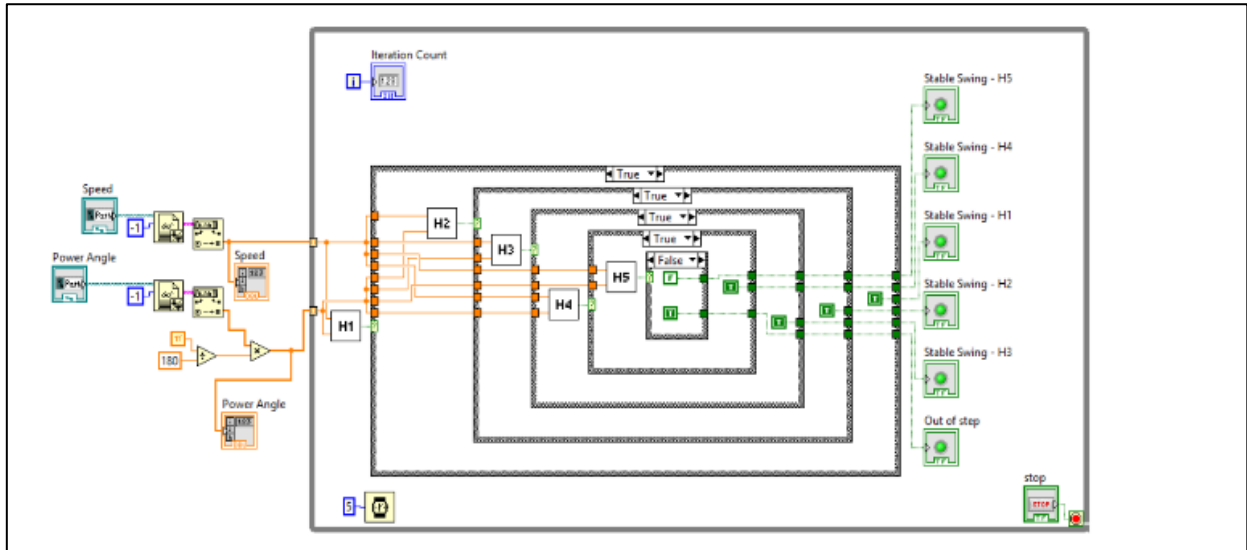 Iteration Count
i
Stable Swing - H5
Stable Swing - H4
Stable Swing - H1
Stable Swing - H2
Stable Swing - H3
Out of step
True
True
True
True
False
Speed
Path
-1
Speed
Power Angle
Path
-1
180
Power Angle
H1
H2
H3
H4
H5
F
T
T
T
T
T
5
stop
STOP